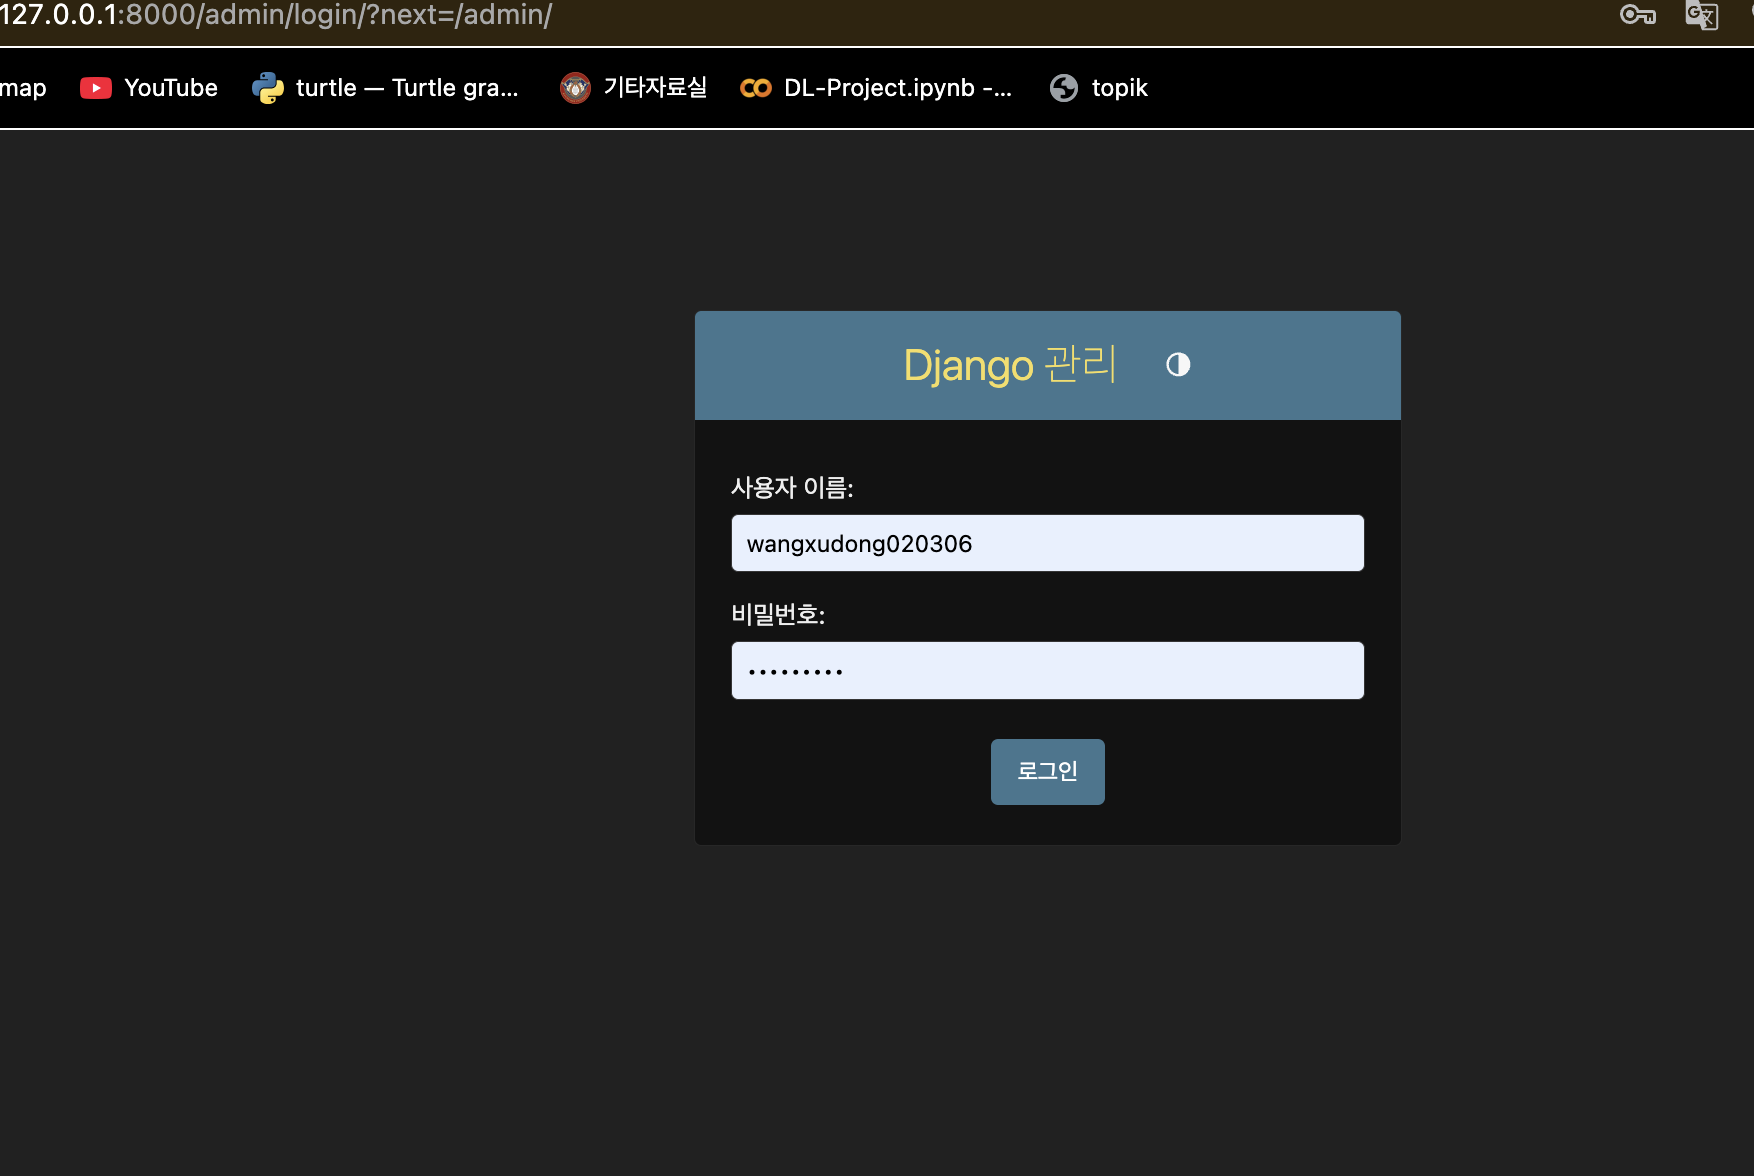 127.0.0.1:8000/admin/login/?next=/admin/
map YouTube turtle — Turtle gra... 기타자료실 DL-Project.ipynb -... topik
Django 관리
사용자 이름:
wangxudong020306
비밀번호:
•••••••••
로그인